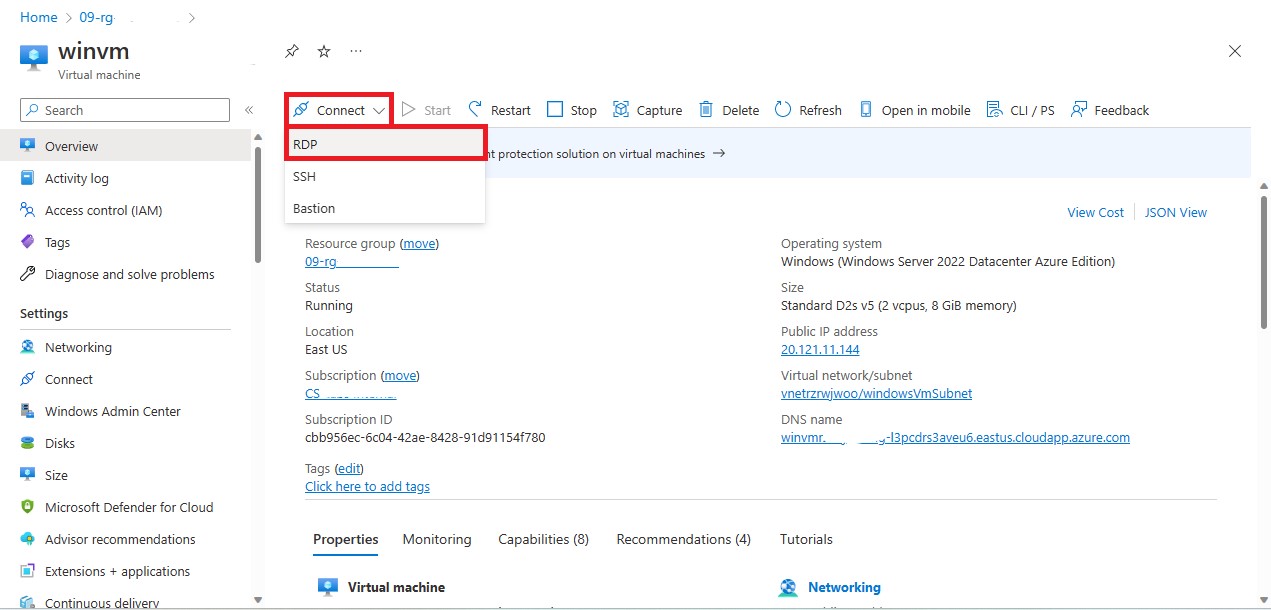 Home > 09-rg >
winvm
Virtual machine
Search
«
Overview
Activity log
Access control (IAM)
Tags
Diagnose and solve problems
Settings
Networking
Connect
Windows Admin Center
Disks
Size
Microsoft Defender for Cloud
Advisor recommendations
Extensions + applications
Continuous delivery
...
Connect Start Restart Stop Capture Delete Refresh Open in mobile CLI / PS Feedback
RDP
SSH
Bastion
protection solution on virtual machines →
View Cost | JSON View
Resource group (move)
09-rg
Status
Running
Location
East US
Subscription (move)
CS
Subscription ID
cbb956ec-6c04-42ae-8428-91d91154f780
Tags (edit)
Click here to add tags
Operating system
Windows (Windows Server 2022 Datacenter Azure Edition)
Size
Standard D2s v5 (2 vcpus, 8 GiB memory)
Public IP address
20.121.11.144
Virtual network/subnet
vnetrzrwjwoo/windowsVmSubnet
DNS name
-l3pcdrs3aveu6.eastus.cloudapp.azure.com
Properties Monitoring Capabilities (8) Recommendations (4) Tutorials
Virtual machine
Networking